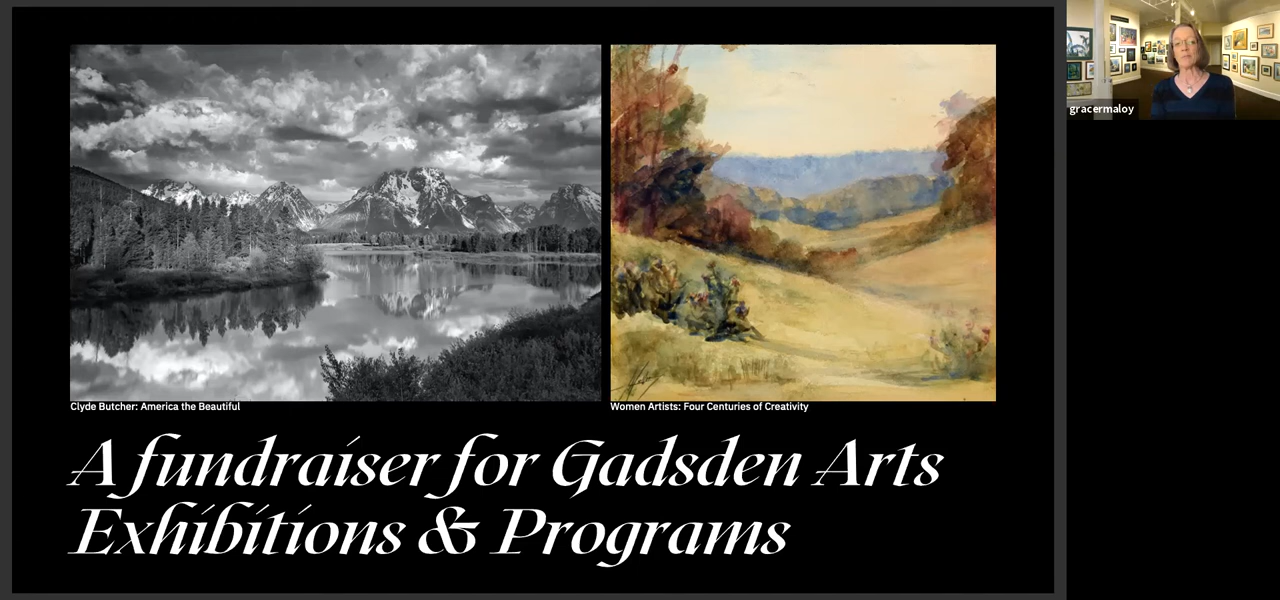 gracermaloy
Clyde Butcher: America the Beautiful
Women Artists: Four Centuries of Creativity
A fundraiser for Gadsden Arts
Exhibitions & Programs